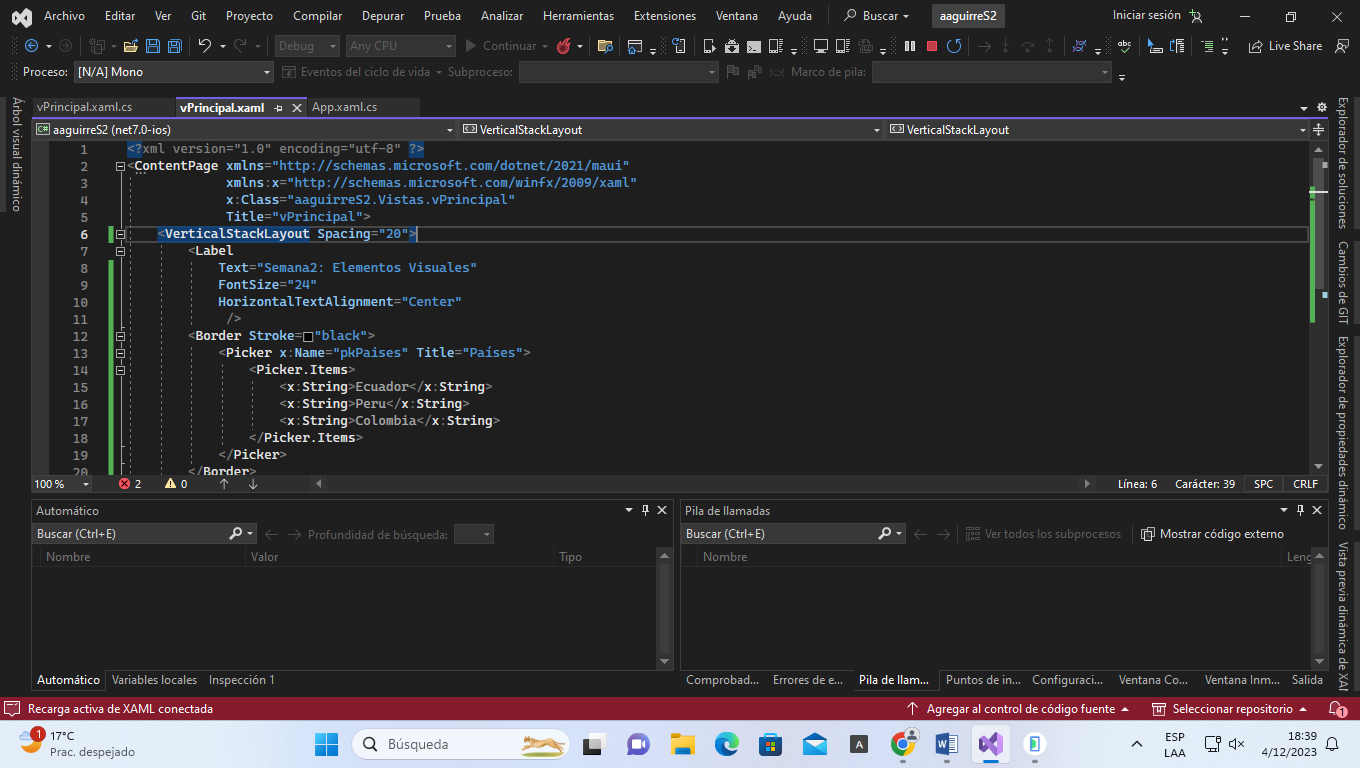 Archivo Editar Ver Git Proyecto Compilar Depurar Prueba Analizar Herramientas Extensiones Ventana Ayuda Buscar aaguirreS2 Iniciar sesión
Debug Any CPU Continuar Live Share
Proceso: [N/A] Mono Eventos del ciclo de vida Subproceso: Marco de pila:
Árbol visual dinámico
vPrincipal.xaml.cs vPrincipal.xaml App.xaml.cs
aaguirreS2 (net7.0-ios) VerticalStackLayout VerticalStackLayout
1 <?xml version="1.0" encoding="utf-8" ?>
2 <ContentPage xmlns="http://schemas.microsoft.com/dotnet/2021/maui"
3 xmlns:x="http://schemas.microsoft.com/winfx/2009/xaml"
4 x:Class="aaguirreS2.Vistas.vPrincipal"
5 Title="vPrincipal">
6 <VerticalStackLayout Spacing="20">
7 <Label
8 Text="Semana2: Elementos Visuales"
9 FontSize="24"
10 HorizontalTextAlignment="Center"
11 />
12 <Border Stroke="black">
13 <Picker x:Name="pkPaises" Title="Países">
14 <Picker.Items>
15 <x:String>Ecuador</x:String>
16 <x:String>Peru</x:String>
17 <x:String>Colombia</x:String>
18 </Picker.Items>
19 </Picker>
20 </Border>
100 % 2 0 Línea: 6 Carácter: 39 SPC CRLF
Explorador de soluciones
Cambios de GIT
Explorador de propiedades dinámico
Vista previa dinámica de XAI
Automático
Buscar (Ctrl+E) Profundidad de búsqueda:
Nombre Valor Tipo
Automático Variables locales Inspección 1
Pila de llamadas
Buscar (Ctrl+E) Ver todos los subprocesos Mostrar código externo
Nombre Leng
Comprobad... Errores de e... Pila de llam... Puntos de in... Configuraci... Ventana Co... Ventana Inm... Salida
Recarga activa de XAML conectada Agregar al control de código fuente Seleccionar repositorio 1
1 17°C
Prac. despejado
Búsqueda
A
ESP
LAA
18:39
4/12/2023